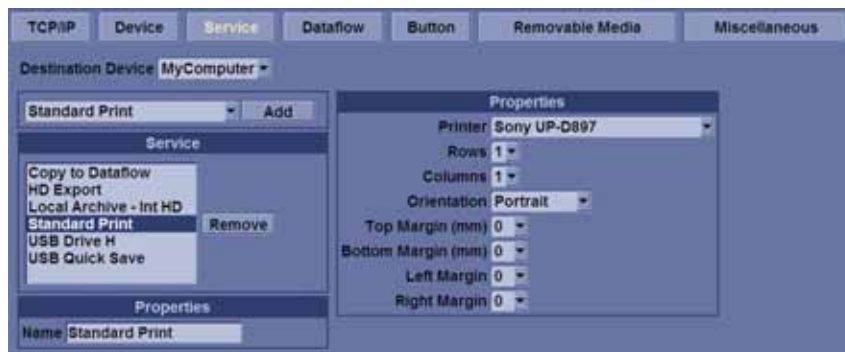 TCP/IP Device Service Dataflow Button Removable Media Miscellaneous
Destination Device MyComputer
Standard Print Add
Service
Copy to Dataflow
HD Export
Local Archive - Int HD
Standard Print
USB Drive H
USB Quick Save
Remove
Properties
Name Standard Print
Properties
Printer Sony UP-D897
Rows 1
Columns 1
Orientation Portrait
Top Margin (mm) 0
Bottom Margin (mm) 0
Left Margin 0
Right Margin 0